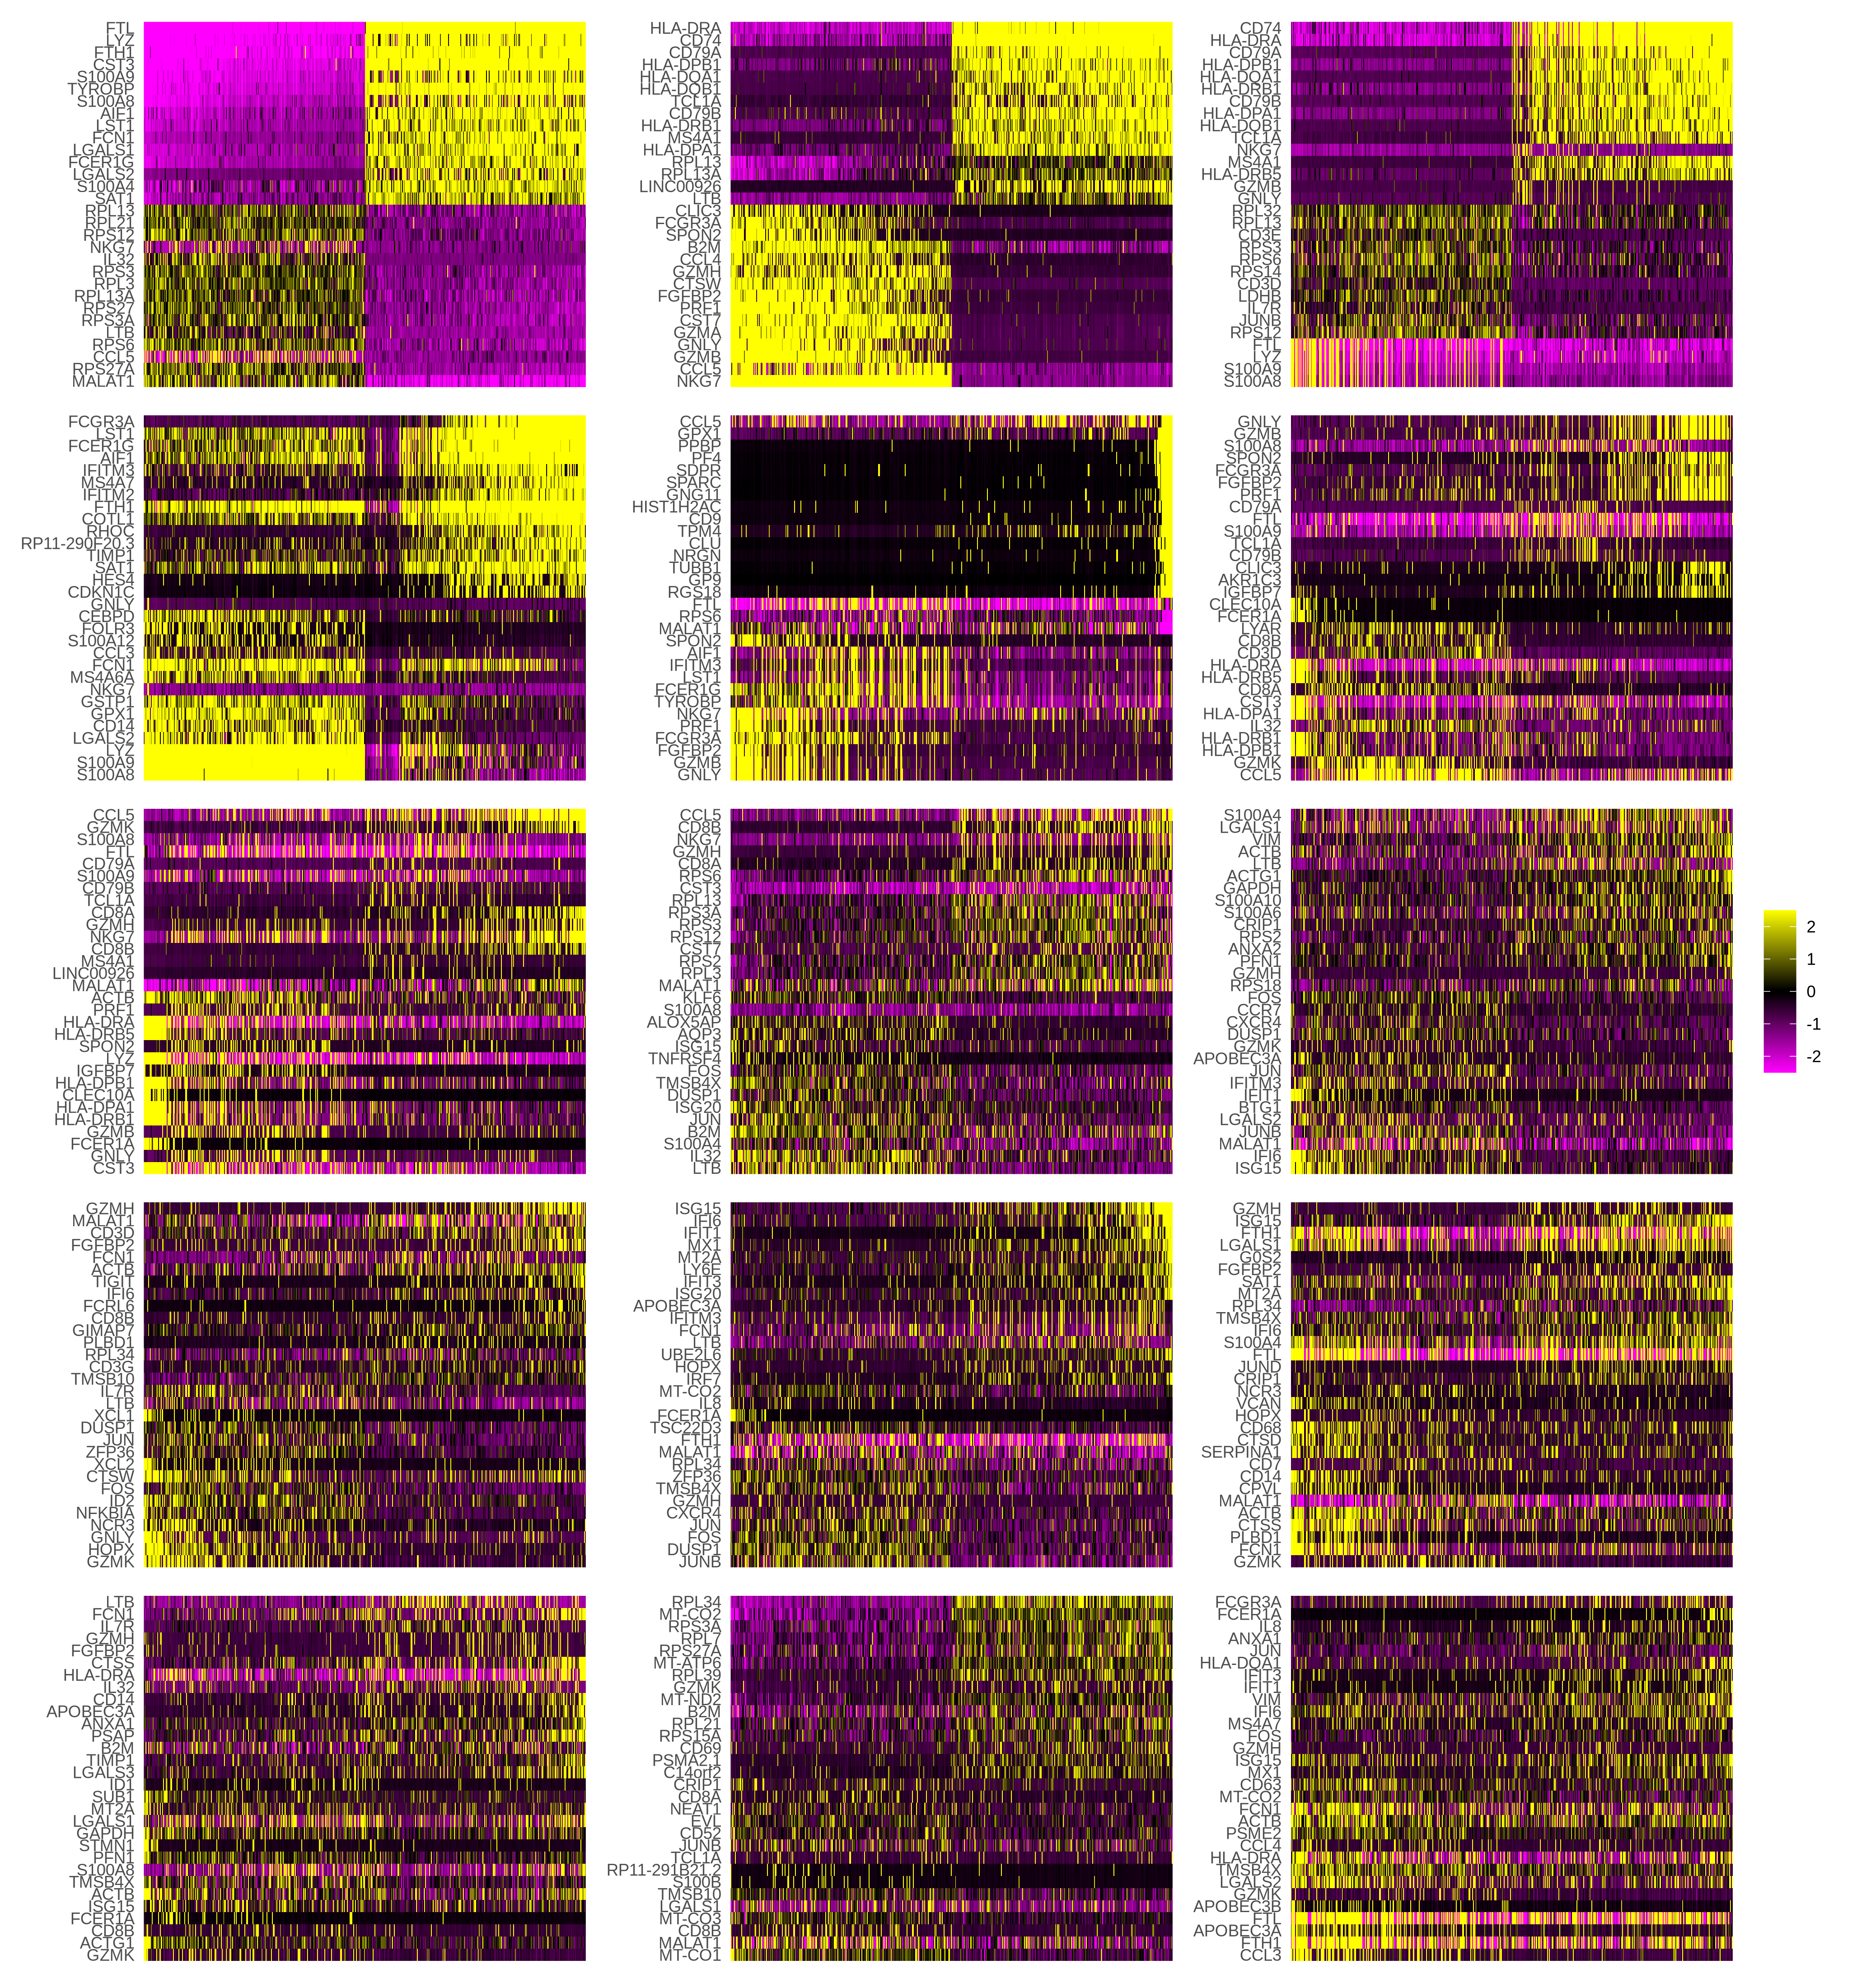 FTL
LYZ
FTH1
CST3
S100A9
TYROBP
S100A8
AIF1
LST1
FCN1
LGALS1
FCER1G
LGALS2
S100A4
SAT1
RPL13
RPL21
RPS12
NKG7
IL32
RPS3
RPL3
RPL13A
RPS27
RPS3A
LTB
RPS6
CCL5
RPS27A
MALAT1
HLA-DRA
CD74
CD79A
HLA-DPB1
HLA-DQA1
HLA-DQB1
TCL1A
CD79B
HLA-DRB1
MS4A1
HLA-DPA1
RPL13
RPL13A
LINC00926
LTB
CLIC3
FCGR3A
SPON2
B2M
CCL4
GZMH
CTSW
FGFBP2
PRF1
CST7
GZMA
GNLY
GZMB
CCL5
NKG7
CD74
HLA-DRA
CD79A
HLA-DPB1
HLA-DQA1
HLA-DRB1
CD79B
HLA-DPA1
HLA-DQB1
TCL1A
NKG7
MS4A1
HLA-DRB5
GZMB
GNLY
RPL32
RPL13
CD3E
RPS3
RPS6
RPS14
CD3D
LDHB
IL7R
JUNB
RPS12
FTL
LYZ
S100A9
S100A8
FCGR3A
LST1
FCER1G
AIF1
IFITM3
MS4A7
IFITM2
FTH1
COTL1
RHOC
RP11-290F20.3
TIMP1
SAT1
HES4
CDKN1C
GNLY
CEBPD
FOLR3
S100A12
CCL3
FCN1
MS4A6A
NKG7
GSTP1
GPX1
CD14
LGALS2
LYZ
S100A9
S100A8
CCL5
GPX1
PPBP
PF4
SDPR
SPARC
GNG11
HIST1H2AC
CD9
TPM4
CLU
NRGN
TUBB1
GP9
RGS18
FTL
RPS6
MALAT1
SPON2
AIF1
IFITM3
LST1
FCER1G
TYROBP
NKG7
PRF1
FCGR3A
FGFBP2
GZMB
GNLY
GNLY
GZMB
S100A8
SPON2
FCGR3A
FGFBP2
PRF1
CD79A
FTL
S100A9
TCL1A
CD79B
CLIC3
AKR1C3
IGFBP7
CLEC10A
FCER1A
LYAR
CD8B
CD3D
HLA-DRA
HLA-DRB5
CD8A
CST3
HLA-DPA1
IL32
HLA-DRB1
HLA-DPB1
GZMK
CCL5
CCL5
GZMK
S100A8
FTL
CD79A
S100A9
CD79B
TCL1A
CD8A
GZMH
NKG7
CD8B
MS4A1
LINC00926
MALAT1
ACTB
PRF1
HLA-DRA
HLA-DRB5
SPON2
LYZ
IGFBP7
HLA-DPB1
CLEC10A
HLA-DPA1
HLA-DRB1
GZMB
FCER1A
GNLY
CST3
CCL5
CD8B
NKG7
GZMH
CD8A
RPS6
CST3
RPL13
RPS3A
RPS3
RPS12
CST7
RPS2
RPL3
MALAT1
KLF6
S100A8
ALOX5AP
AQP3
ISG15
TNFRSF4
FOS
TMSB4X
DUSP1
ISG20
JUN
B2M
S100A4
IL32
LTB
S100A4
LGALS1
VIM
ACTB
LTB
ACTG1
GAPDH
S100A10
S100A6
CRIP1
RPS2
ANXA2
PFN1
GZMH
RPS18
FOS
CCR7
CXCR4
DUSP1
GZMK
APOBEC3A
JUN
IFITM3
IFIT1
BTG1
LGALS2
JUNB
MALAT1
IFI6
ISG15
2
1
0
-1
-2
GZMH
MALAT1
CD3D
FGFBP2
FCN1
ACTB
TIGIT
IFI6
FCRL6
CD8B
GIMAP7
PLBD1
RPL34
CD3G
TMSB10
IL7R
LTB
XCL1
DUSP1
JUN
ZFP36
XCL2
CTSW
FOS
ID2
NFKBIA
NCR3
GNLY
HOPX
GZMK
ISG15
IFI6
IFIT1
MX1
MT2A
LY6E
IFIT3
ISG20
APOBEC3A
IFITM3
FCN1
LTB
UBE2L6
HOPX
IRF7
MT-CO2
IL8
FCER1A
TSC22D3
FTH1
MALAT1
RPL34
ZFP36
TMSB4X
GZMH
CXCR4
JUN
FOS
DUSP1
JUNB
GZMH
ISG15
FTH1
LGALS1
G0S2
FGFBP2
SAT1
MT2A
RPL34
TMSB4X
IFI6
S100A4
FTL
JUND
CRIP1
NCR3
VCAN
HOPX
CD68
CTSD
SERPINA1
CD7
CD14
CPVL
MALAT1
ACTB
CTSS
PLBD1
FCN1
GZMK
LTB
FCN1
IL7R
GZMH
FGFBP2
CTSS
HLA-DRA
IL32
CD14
APOBEC3A
ANXA1
PSAP
B2M
TIMP1
LGALS3
ID1
SUB1
MT2A
LGALS1
GAPDH
STMN1
PFN1
S100A8
TMSB4X
ACTB
ISG15
FCER1A
CD8B
ACTG1
GZMK
RPL34
MT-CO2
RPS3A
RPL7
RPS27A
MT-ATP6
RPL39
GZMK
MT-ND2
B2M
RPL21
RPS15A
CD69
PSMA2.1
C14orf2
CRIP1
CD8A
NEAT1
EVL
CD52
JUNB
TCL1A
RP11-291B21.2
S100B
TMSB10
LGALS1
MT-CO3
CD8B
MALAT1
MT-CO1
FCGR3A
FCER1A
IL8
ANXA1
JUN
HLA-DQA1
IFIT3
IFIT1
VIM
IFI6
MS4A7
FOS
GZMH
ISG15
MX1
CD63
MT-CO2
FCN1
ACTB
PSME2
CCL4
HLA-DRA
TMSB4X
LGALS2
GZMK
APOBEC3B
FTL
APOBEC3A
FTH1
CCL3